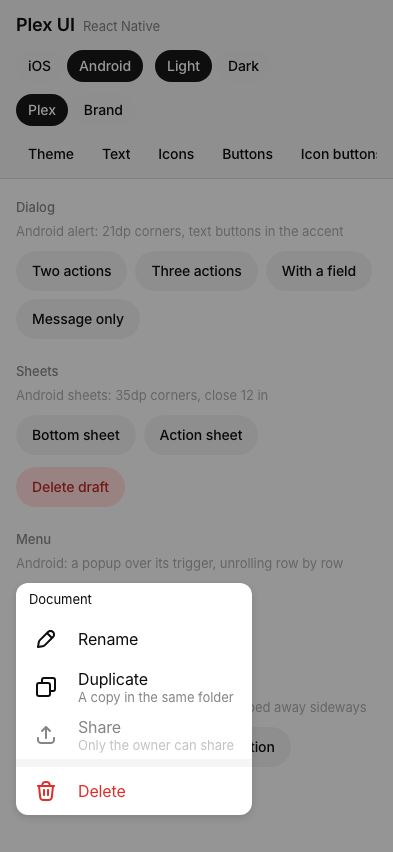 Plex UI React Native
iOS Android Light Dark
Plex Brand
Theme Text Icons Buttons Icon buttons
Dialog
Android alert: 21dp corners, text buttons in the accent
Two actions Three actions With a field
Message only
Sheets
Android sheets: 35dp corners, close 12 in
Bottom sheet Action sheet
Delete draft
Menu
Android: a popup over its trigger, unrolling row by row
Document
Rename
Duplicate
A copy in the same folder
away sideways
Share
Only the owner can share
Delete